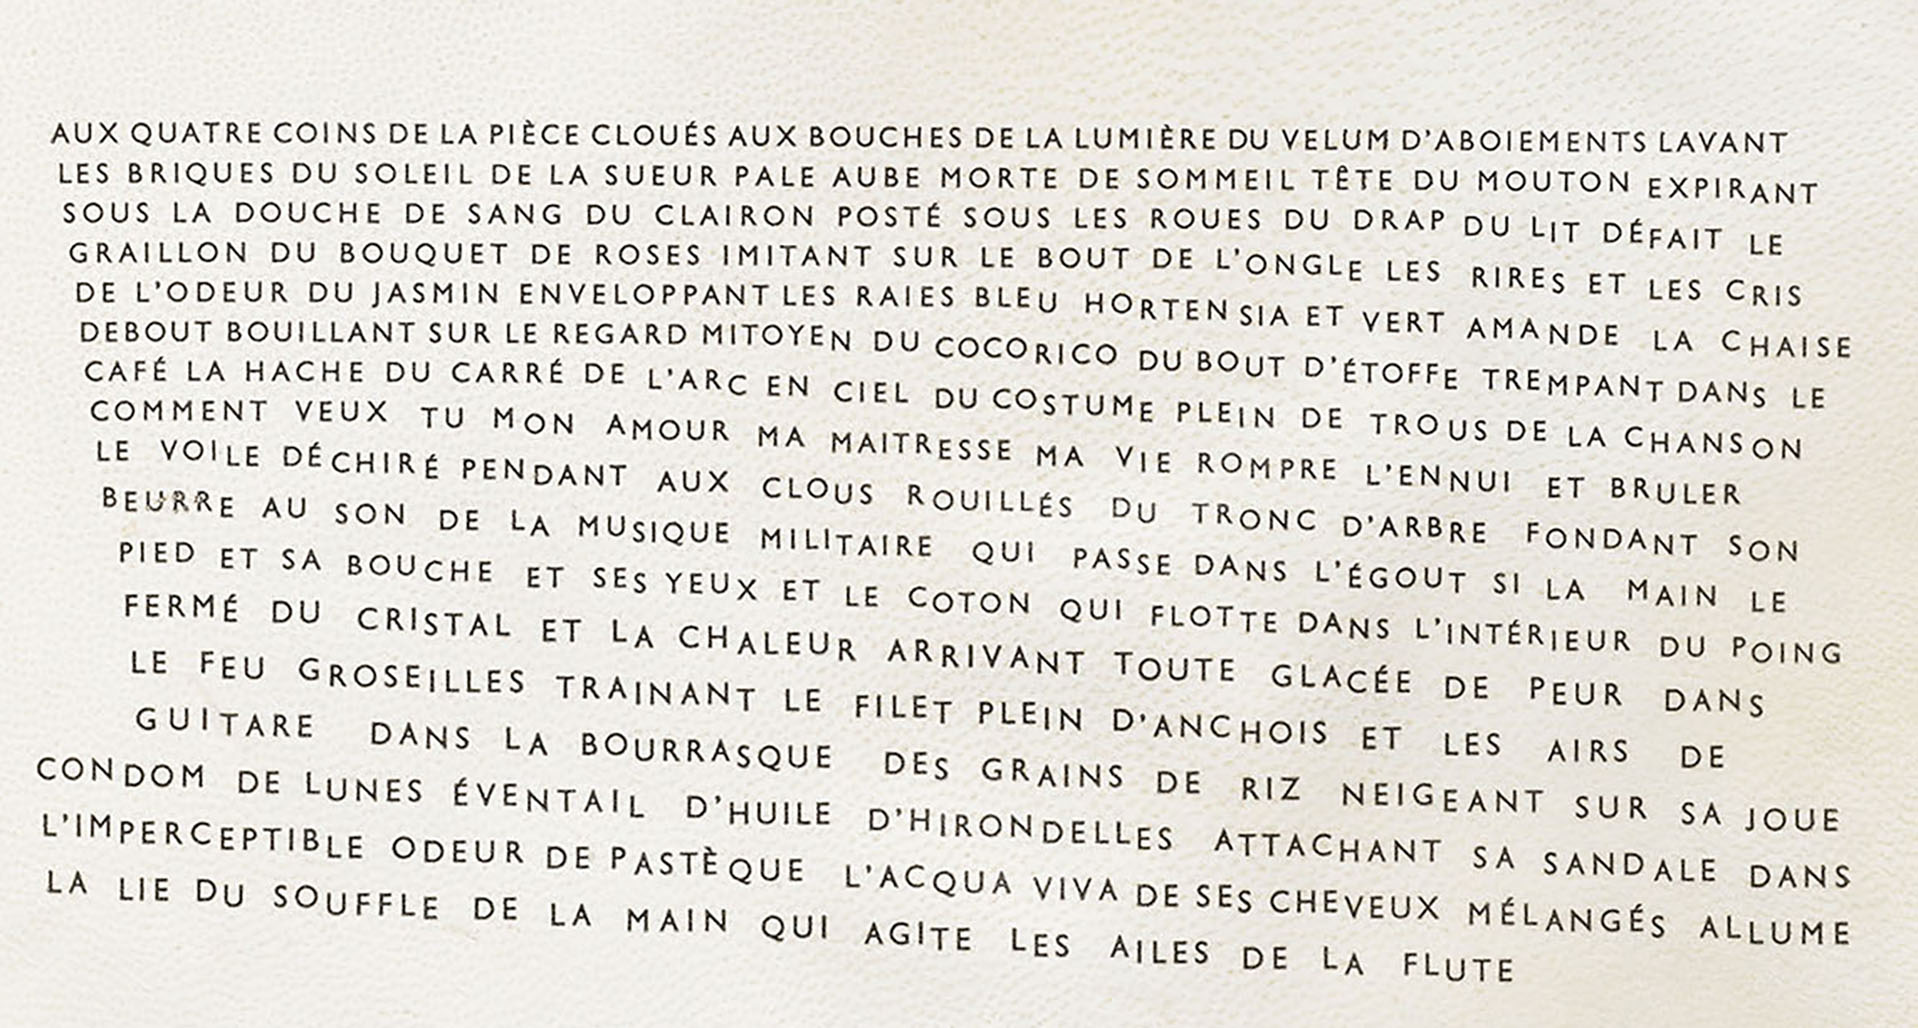 AUX QUATRE COINS DE LA PIÈCE CLOUÉS AUX BOUCHES DE LA LUMIÈRE DU VELUM D'ABOIEMENTS LAVANT
LES BRIQUES DU SOLEIL DE LA SUEUR PALE AUBE MORTE DE SOMMEIL TÊTE DU MOUTON EXPIRANT
SOUS LA DOUCHE DE SANG DU CLAIRON POSTÉ SOUS LES ROUES DU DRAP DU LIT DÉFAIT LE
GRAILLON DU BOUQUET DE ROSES IMITANT SUR LE BOUT DE L'ONGLE LES RIRES ET LES CRIS
DE L'ODEUR DU JASMIN ENVELOPPANT LES RAIES BLEU HORTENSIA ET VERT AMANDE LA CHAISE
DEBOUT BOUILLANT SUR LE REGARD MITOYEN DU COCORICO DU BOUT D'ÉTOFFE TREMPANT DANS LE
CAFÉ LA HACHE DU CARRÉ DE L'ARC EN CIEL DU COSTUME PLEIN DE TROUS DE LA CHANSON
COMMENT VEUX TU MON AMOUR MA MAITRESSE MA VIE ROMPRE L'ENNUI ET BRULER
LE VOILE DÉCHIRÉ PENDANT AUX CLOUS ROUILLÉS DU TRONC D'ARBRE FONDANT SON
BEURRE AU SON DE LA MUSIQUE MILITAIRE QUI PASSE DANS L'ÉGOUT SI LA MAIN LE
PIED ET SA BOUCHE ET SES YEUX ET LE COTON QUI FLOTTE DANS L'INTÉRIEUR DU POING
FERMÉ DU CRISTAL ET LA CHALEUR ARRIVANT TOUTE GLACÉE DE PEUR DANS
LE FEU GROSEILLES TRAINANT LE FILET PLEIN D'ANCHOIS ET LES AIRS DE
GUITARE DANS LA BOURRASQUE DES GRAINS DE RIZ NEIGEANT SUR SA JOUE
CONDOM DE LUNES ÉVENTAIL D'HUILE D'HIRONDELLES ATTACHANT SA SANDALE DANS
L'IMPERCEPTIBLE ODEUR DE PASTÈQUE L'ACQUA VIVA DE SES CHEVEUX MÉLANGÉS ALLUME
LA LIE DU SOUFFLE DE LA MAIN QUI AGITE LES AILES DE LA FLUTE